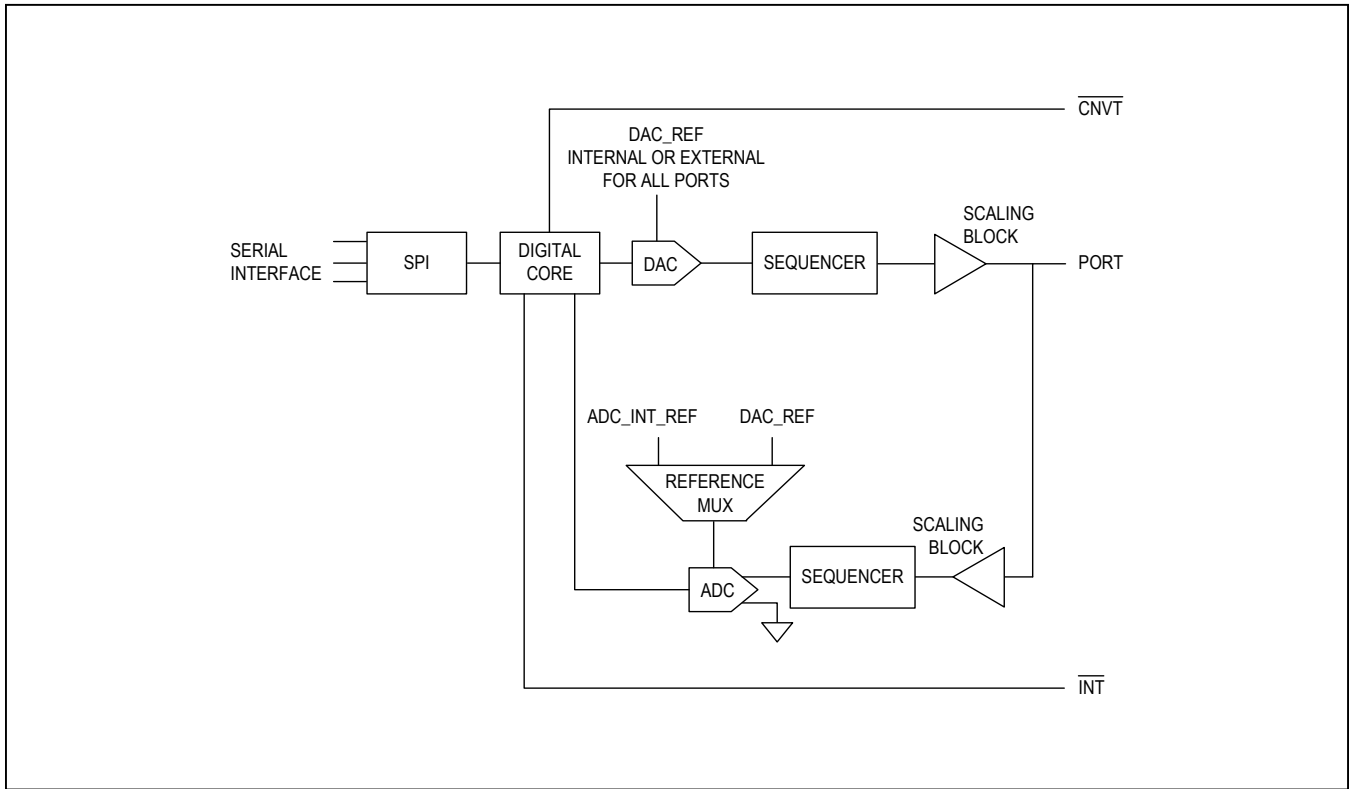 CNVT
DAC_REF
INTERNAL OR EXTERNAL
FOR ALL PORTS
SCALING
BLOCK
SERIAL
INTERFACE
SPI
DIGITAL
CORE
DAC
SEQUENCER
PORT
ADC_INT_REF
DAC_REF
REFERENCE
MUX
SCALING
BLOCK
ADC
SEQUENCER
INT